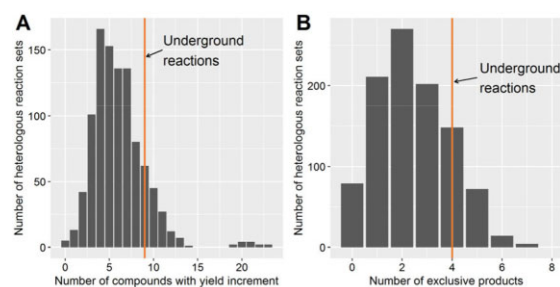 A
B
Number of heterologous reaction sets
150
100
50
0
Underground
reactions
0
5
10
15
20
Number of compounds with yield increment
Number of heterologous reaction sets
200
100
0
Underground
reactions
0
2
4
6
8
Number of exclusive products